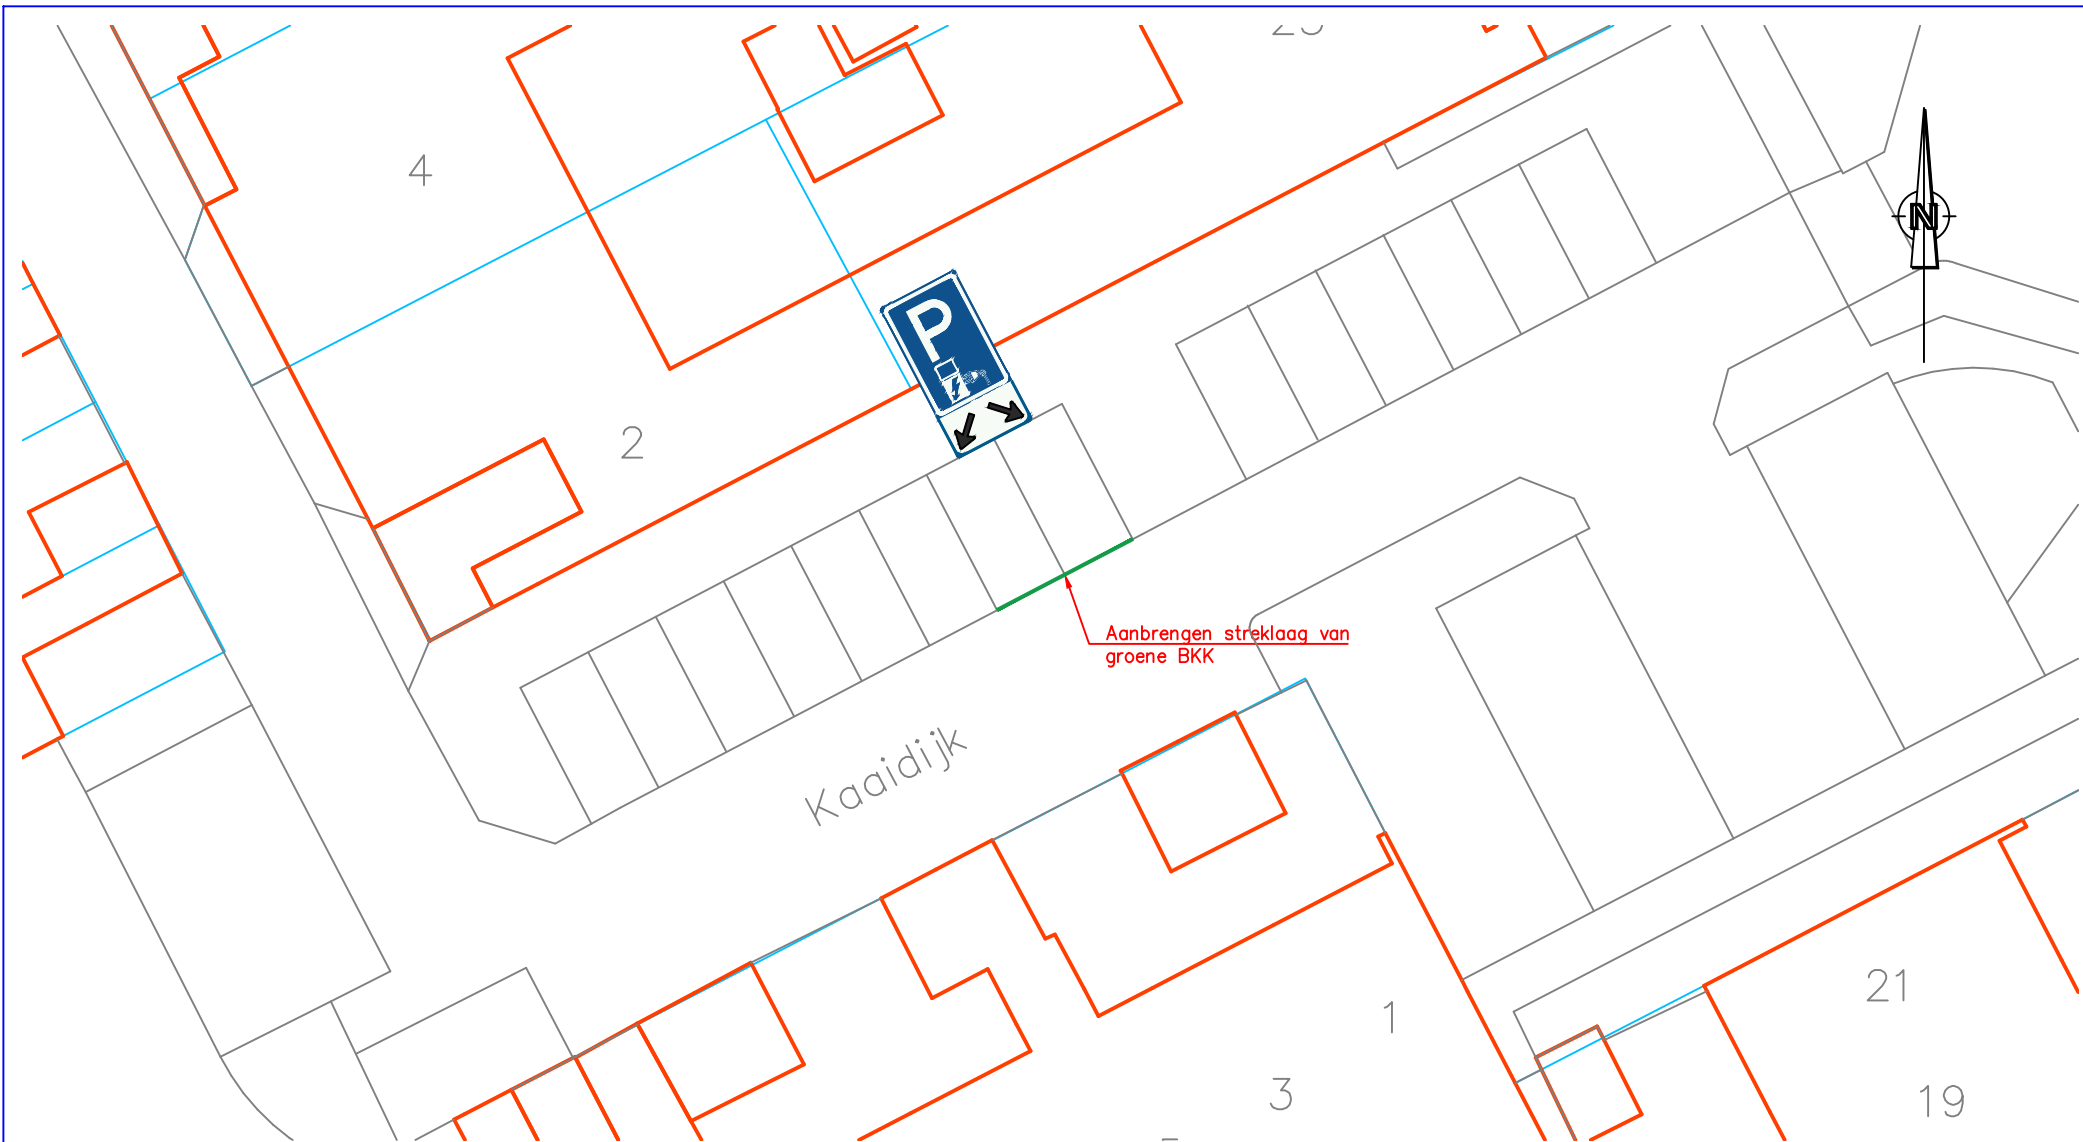 4
N
P
2
Aanbrengen streklaag van
groene BKK
Kaaidijk
21
1
3
19